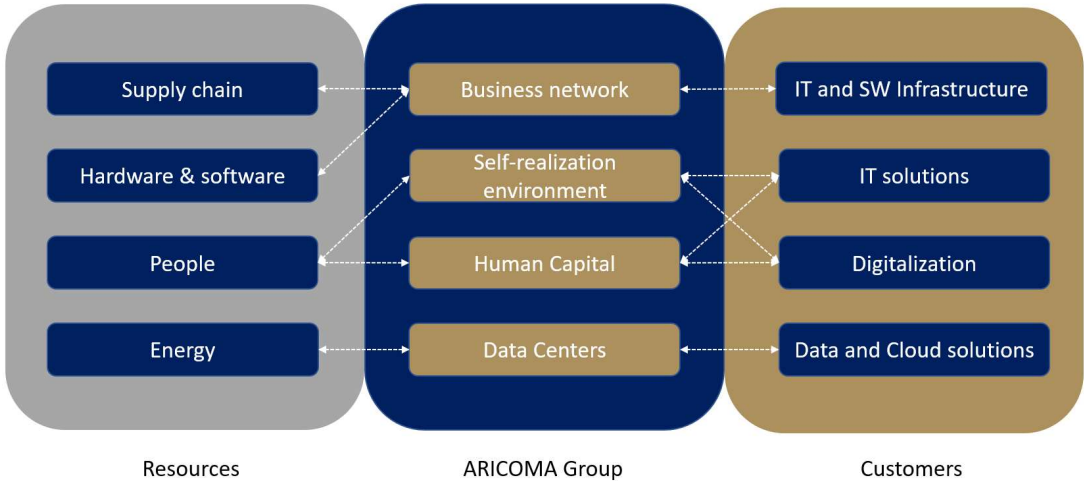 Supply chain
Business network
IT and SW Infrastructure
Hardware & software
Self-realization
environment
IT solutions
People
Human Capital
Digitalization
Energy
Data Centers
Data and Cloud solutions
Resources
ARICOMA Group
Customers